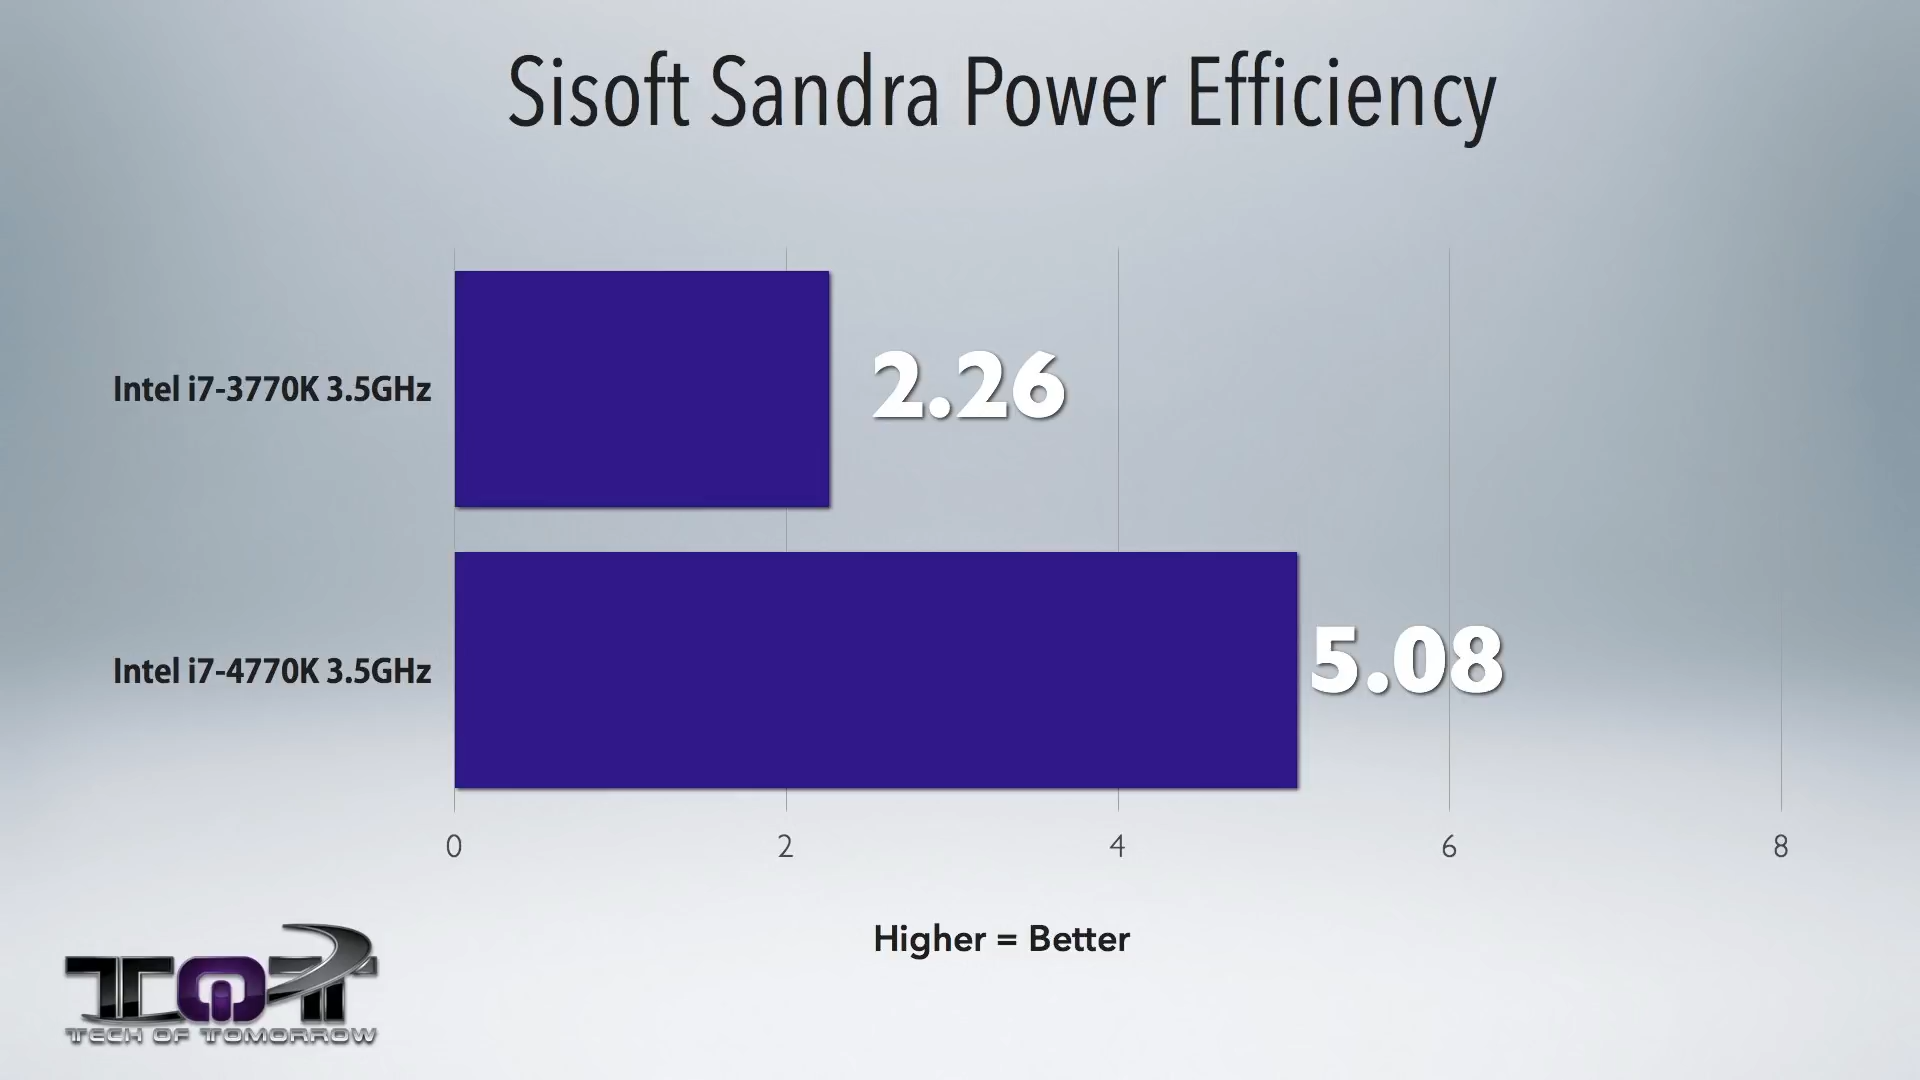 Sisoft Sandra Power Efficiency
Intel i7-3770K 3.5GHz
2.26
Intel i7-4770K 3.5GHz
5.08
0 2 4 6 8
Higher = Better
TOT
TECH OF TOMORROW